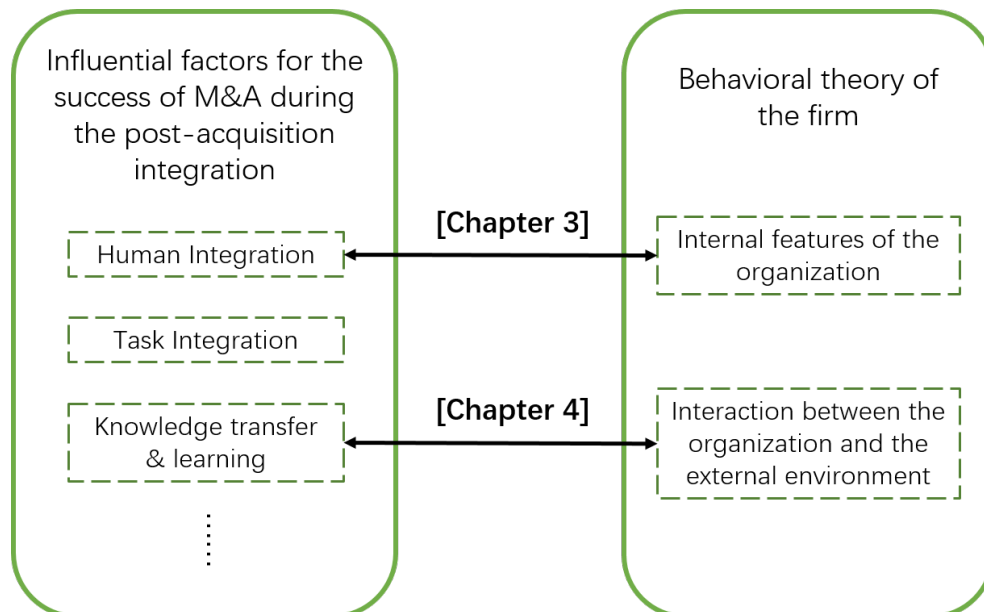 Influential factors for the
success of M&A during
the post-acquisition
integration
Human Integration
Task Integration
Knowledge transfer
& learning
[Chapter 3]
[Chapter 4]
Behavioral theory of
the firm
Internal features of the
organization
Interaction between the
organization and the
external environment